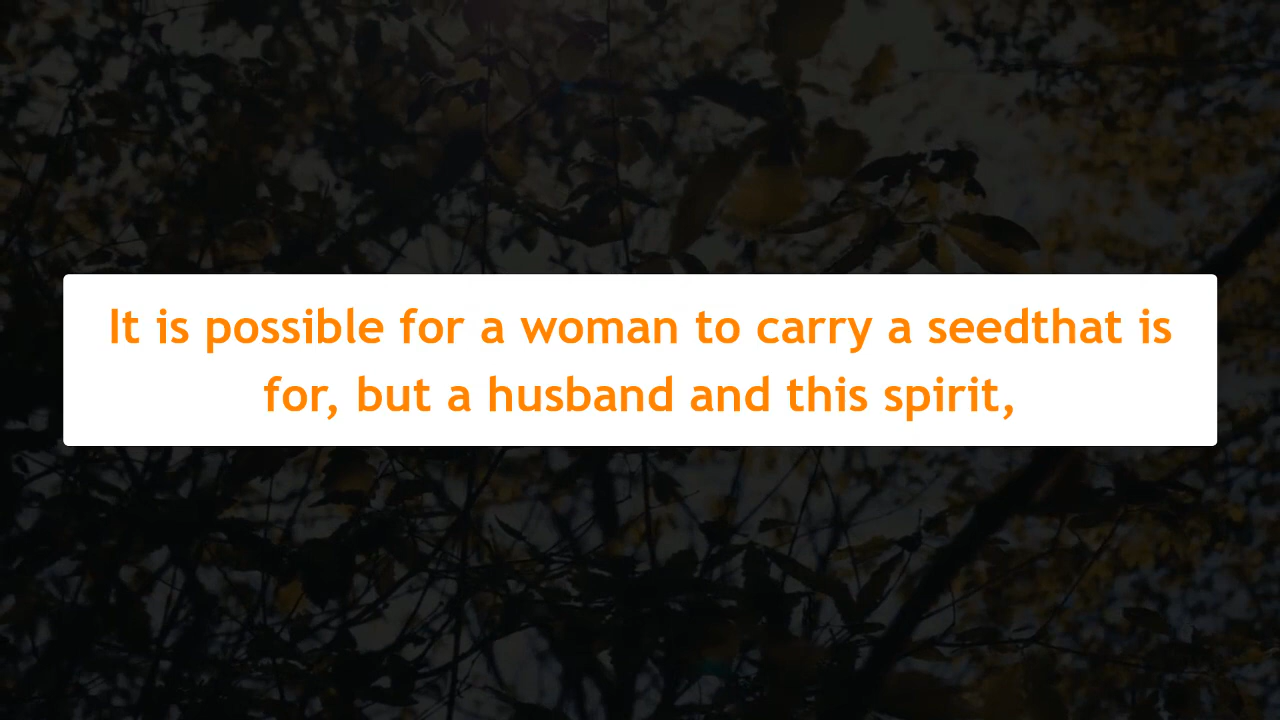 It is possible for a woman to carry a seedthat is
for, but a husband and this spirit,